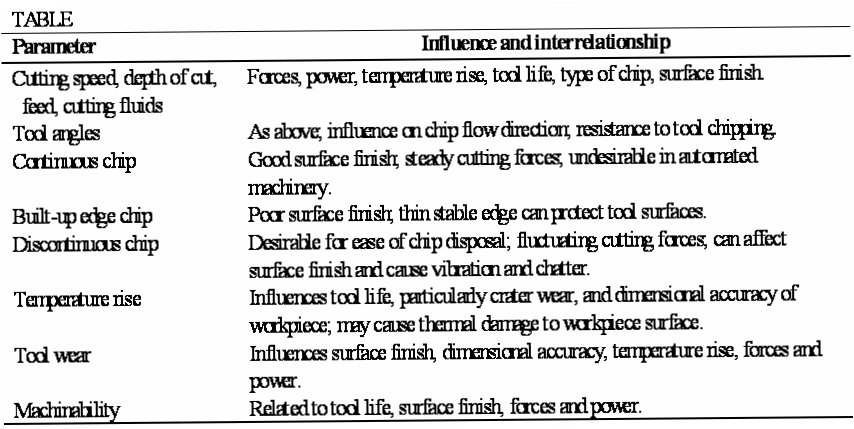 TABLE
Parameter Influence and interrelationship
Cutting speed, depth of cut, Forces, power, temperature rise, tool life, type of chip, surface finish.
feed, cutting fluids
Tool angles As above; influence on chip flow direction; resistance to tool chipping.
Continuous chip Good surface finish; steady cutting forces; undesirable in automated
machinery.
Built-up edge chip Poor surface finish; thin stable edge can protect tool surfaces.
Discontinuous chip Desirable for ease of chip disposal; fluctuating cutting forces; can affect
surface finish and cause vibration and chatter.
Temperature rise Influences tool life, particularly crater wear, and dimensional accuracy of
workpiece; may cause thermal damage to workpiece surface.
Tool wear Influences surface finish, dimensional accuracy, temperature rise, forces and
power.
Machinability Related to tool life, surface finish, forces and power.